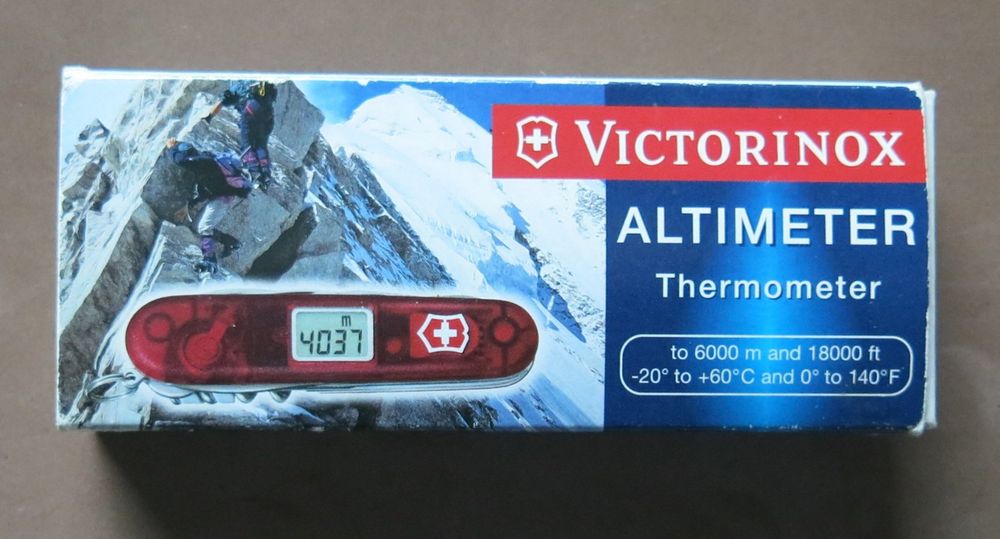 VICTORINOX
ALTIMETER
Thermometer
to 6000 m and 18000 ft
-20° to +60°C and 0° to 140°F
m
4037